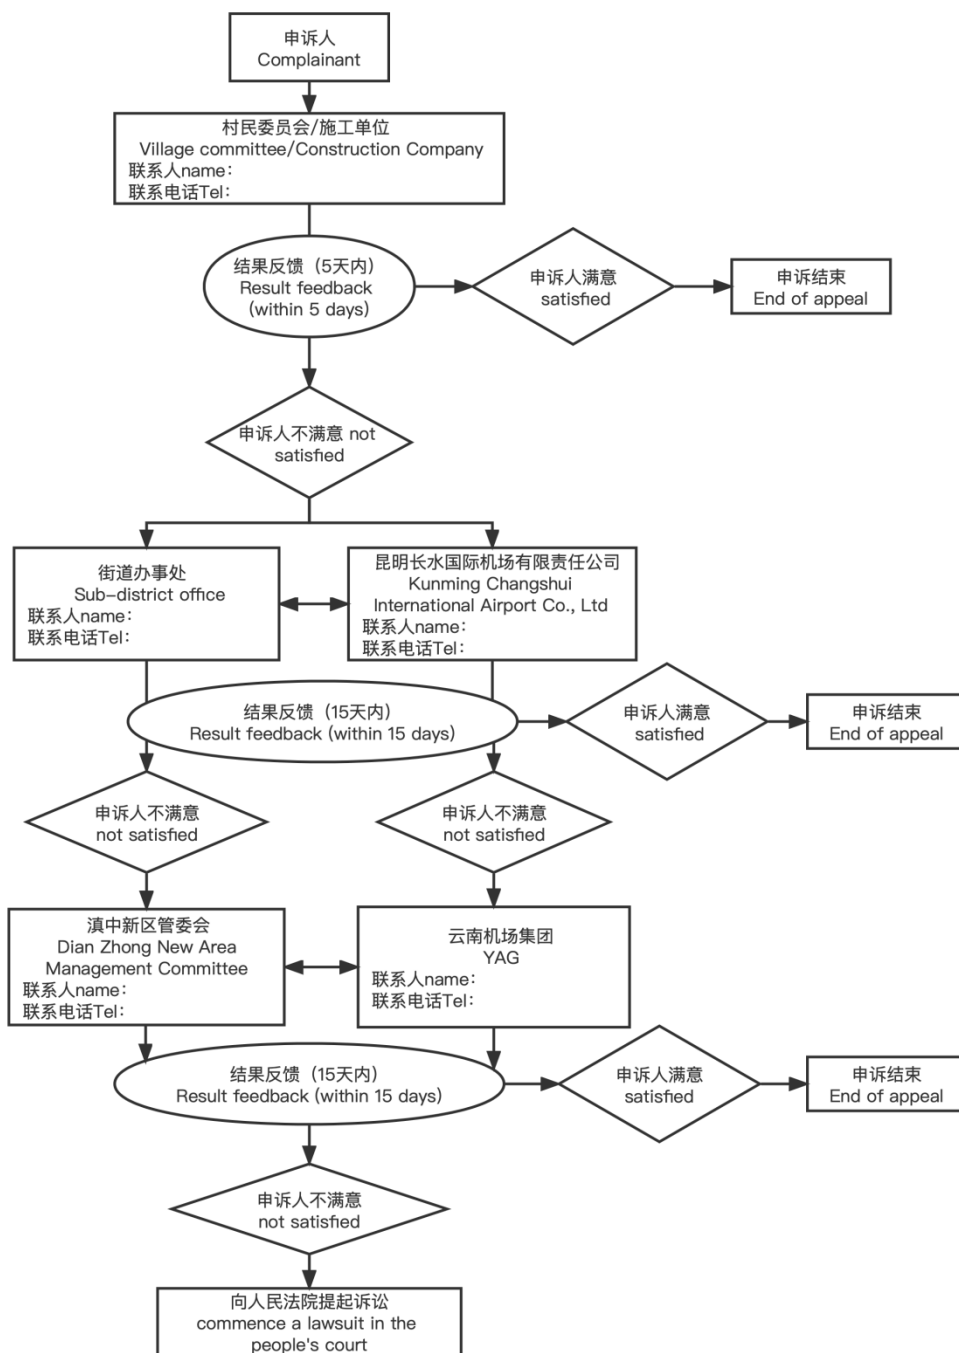 申诉人
Complainant
村民委员会/施工单位
Village committee/Construction Company
联系人name：
联系电话Tel：
结果反馈（5天内）
Result feedback
(within 5 days)
申诉人满意
satisfied
申诉结束
End of appeal
申诉人不满意 not
satisfied
街道办事处
Sub-district office
联系人name：
联系电话Tel：
昆明长水国际机场有限责任公司
Kunming Changshui
International Airport Co., Ltd
联系人name：
联系电话Tel：
结果反馈（15天内）
Result feedback (within 15 days)
申诉人满意
satisfied
申诉结束
End of appeal
申诉人不满意
not satisfied
申诉人不满意
not satisfied
滇中新区管委会
Dian Zhong New Area
Management Committee
联系人name：
联系电话Tel：
云南机场集团
YAG
联系人name：
联系电话Tel：
结果反馈（15天内）
Result feedback (within 15 days)
申诉人满意
satisfied
申诉结束
End of appeal
申诉人不满意
not satisfied
向人民法院提起诉讼
commence a lawsuit in the
people's court